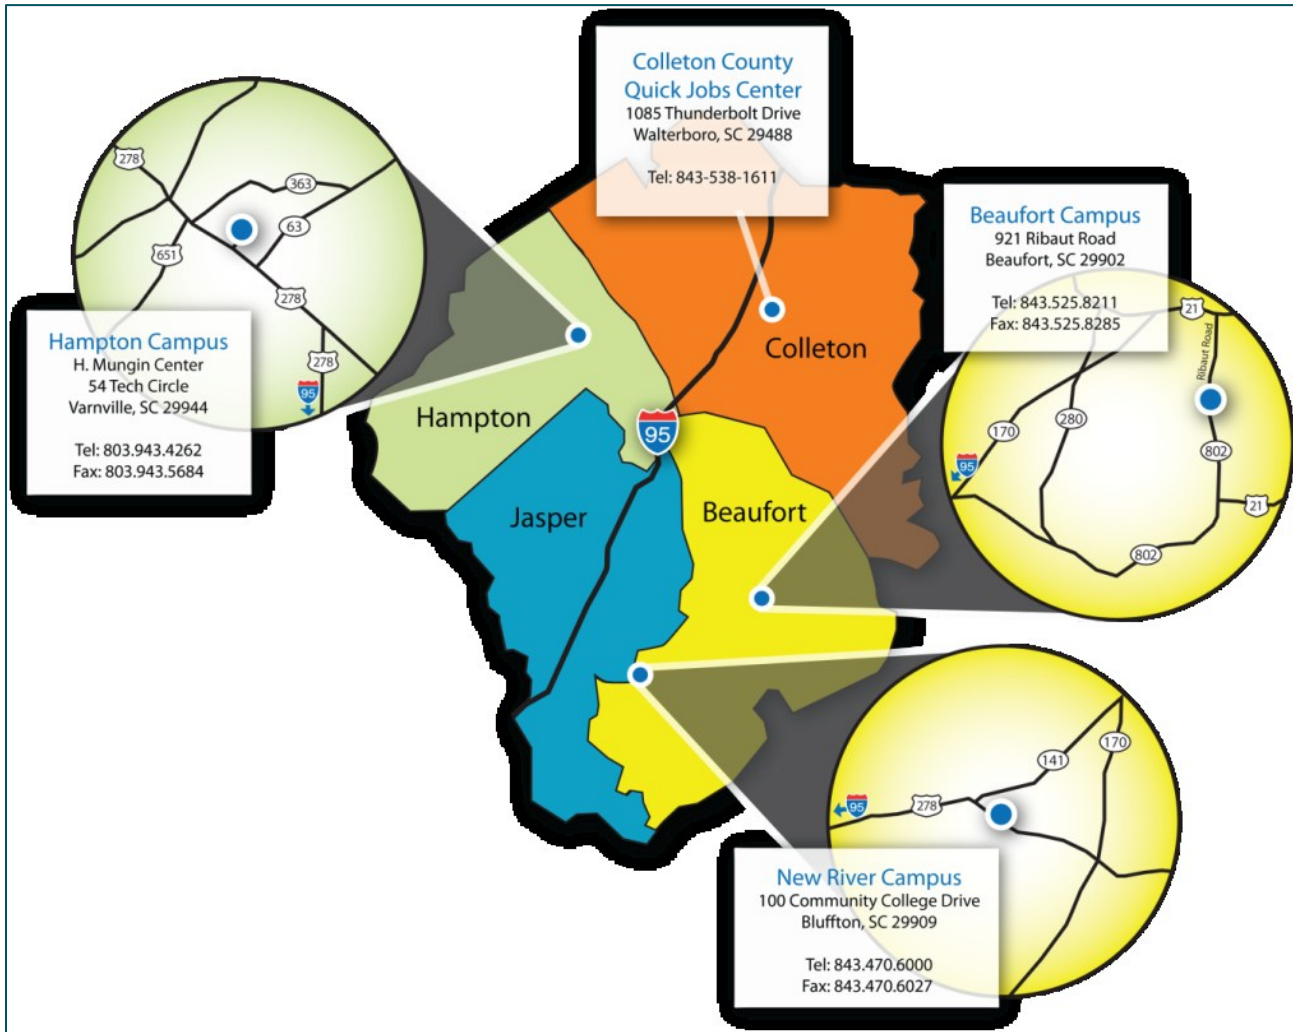 Colleton County
Quick Jobs Center
1085 Thunderbolt Drive
Walterboro, SC 29488
Tel: 843-538-1611
278
363
63
651
278
278
95
Hampton Campus
H. Mungin Center
54 Tech Circle
Varnville, SC 29944
Tel: 803.943.4262
Fax: 803.943.5684
Beaufort Campus
921 Ribaut Road
Beaufort, SC 29902
Tel: 843.525.8211
Fax: 843.525.8285
21
Ribaut Road
170
280
802
95
21
802
Colleton
Hampton
95
Jasper
Beaufort
170
141
95
278
New River Campus
100 Community College Drive
Bluffton, SC 29909
Tel: 843.470.6000
Fax: 843.470.6027